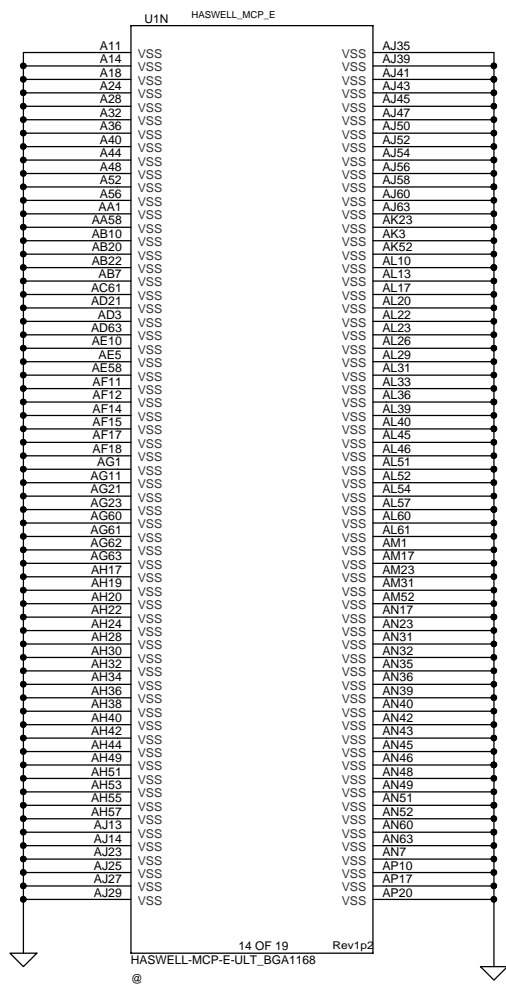 U1N HASWELL_MCP_E
A11 VSS VSS AJ35
A14 VSS VSS AJ39
A18 VSS VSS AJ41
A24 VSS VSS AJ43
A28 VSS VSS AJ45
A32 VSS VSS AJ47
A36 VSS VSS AJ50
A40 VSS VSS AJ52
A44 VSS VSS AJ54
A48 VSS VSS AJ56
A52 VSS VSS AJ58
A56 VSS VSS AJ60
AA1 VSS VSS AJ63
AA58 VSS VSS AK23
AB10 VSS VSS AK3
AB20 VSS VSS AK52
AB22 VSS VSS AL10
AB7 VSS VSS AL13
AC61 VSS VSS AL17
AD21 VSS VSS AL20
AD3 VSS VSS AL22
AD63 VSS VSS AL23
AE10 VSS VSS AL26
AE5 VSS VSS AL29
AE58 VSS VSS AL31
AF11 VSS VSS AL33
AF12 VSS VSS AL36
AF14 VSS VSS AL39
AF15 VSS VSS AL40
AF17 VSS VSS AL45
AF18 VSS VSS AL46
AG1 VSS VSS AL51
AG11 VSS VSS AL52
AG21 VSS VSS AL54
AG23 VSS VSS AL57
AG60 VSS VSS AL60
AG61 VSS VSS AL61
AG62 VSS VSS AM1
AG63 VSS VSS AM17
AH17 VSS VSS AM23
AH19 VSS VSS AM31
AH20 VSS VSS AM52
AH22 VSS VSS AN17
AH24 VSS VSS AN23
AH28 VSS VSS AN31
AH30 VSS VSS AN32
AH32 VSS VSS AN35
AH34 VSS VSS AN36
AH36 VSS VSS AN39
AH38 VSS VSS AN40
AH40 VSS VSS AN42
AH42 VSS VSS AN43
AH44 VSS VSS AN45
AH49 VSS VSS AN46
AH51 VSS VSS AN48
AH53 VSS VSS AN49
AH55 VSS VSS AN51
AH57 VSS VSS AN52
AJ13 VSS VSS AN60
AJ14 VSS VSS AN63
AJ23 VSS VSS AN7
AJ25 VSS VSS AP10
AJ27 VSS VSS AP17
AJ29 VSS VSS AP20
14 OF 19 Rev1p2
HASWELL-MCP-E-ULT_BGA1168
@